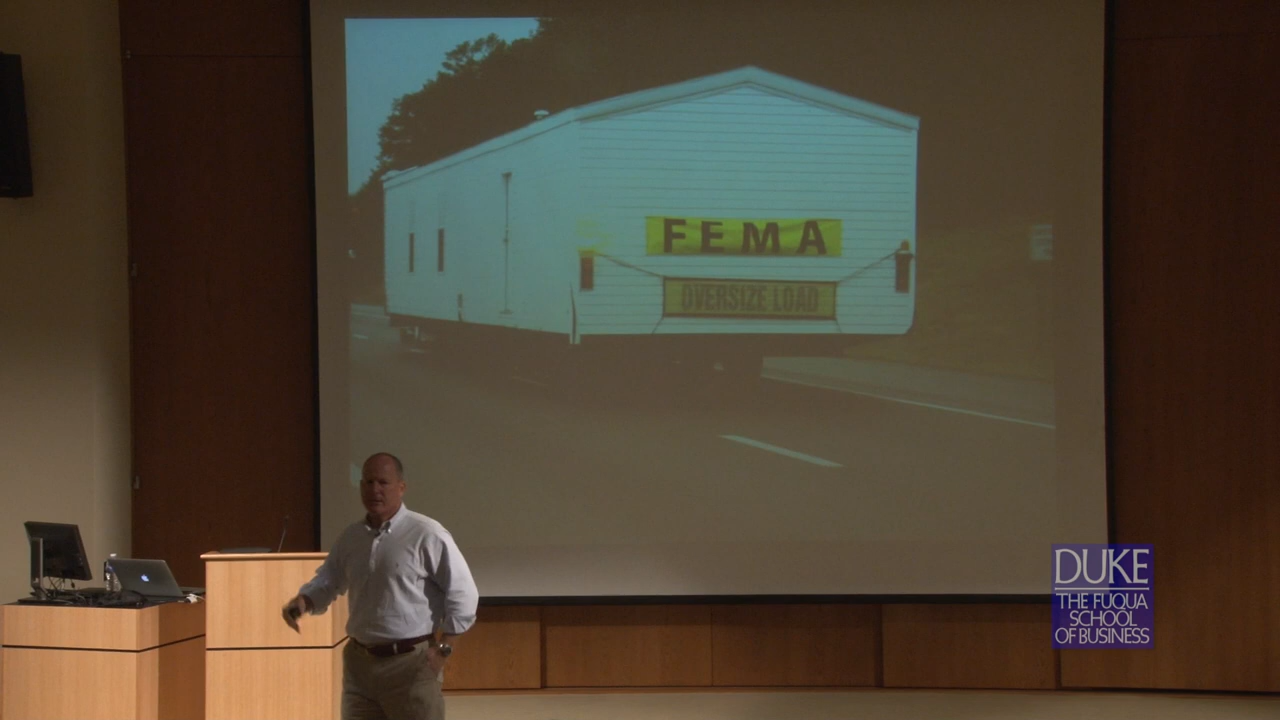 FEMA
OVERSIZE LOAD
DUKE
THE FUQUA
SCHOOL
OF BUSINESS